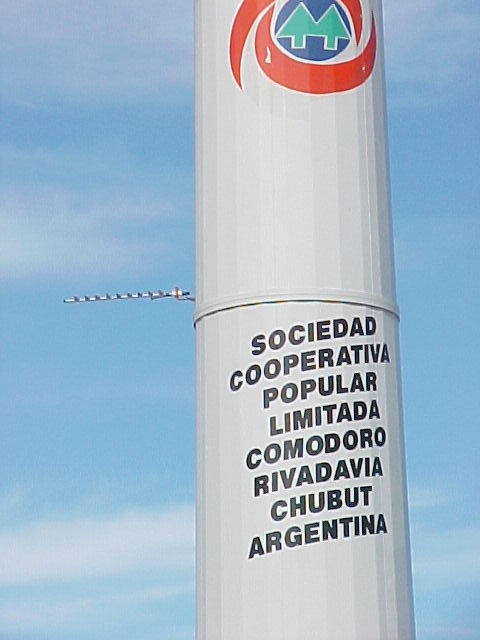 SOCIEDAD
COOPERATIVA
POPULAR
LIMITADA
COMODORO
RIVADAVIA
CHUBUT
ARGENTINA